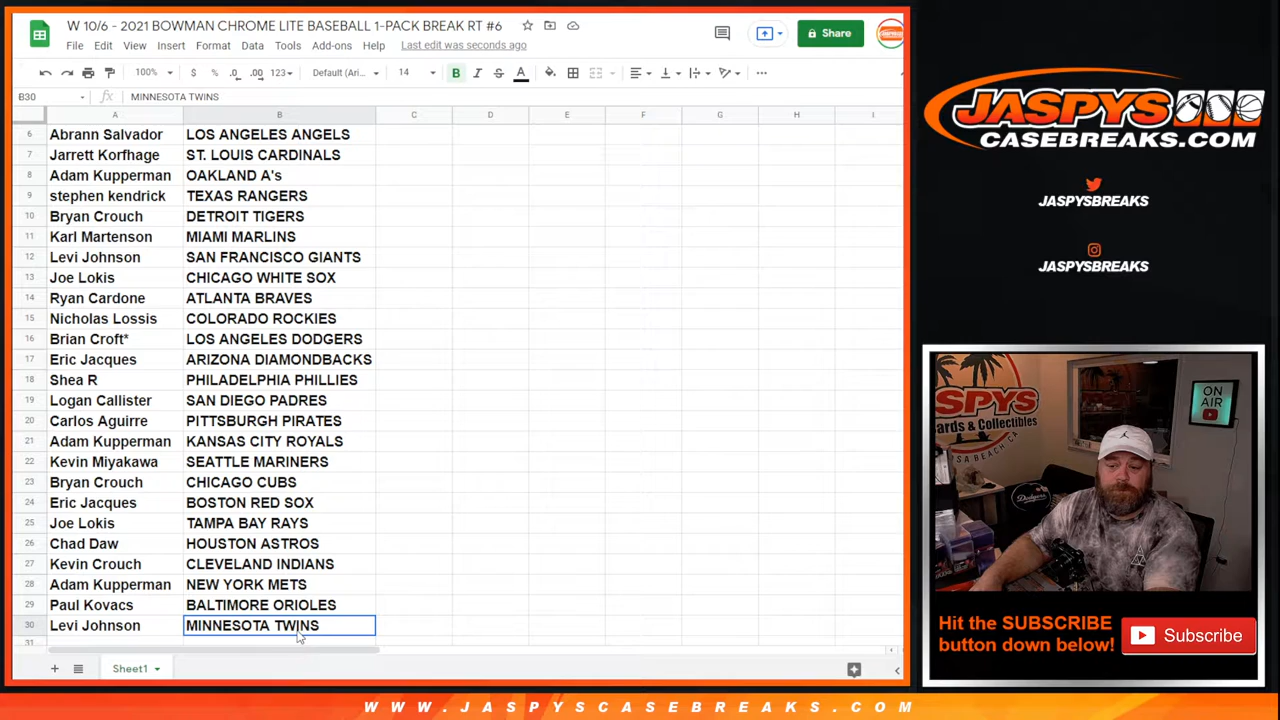 W 10/6 - 2021 BOWMAN CHROME LITE BASEBALL 1-PACK BREAK RT #6
File Edit View Insert Format Data Tools Add-ons Help Last edit was seconds ago
Share
100% $ % .0 .00 123 Default (Ari... 14 B I S A
B30 fx MINNESOTA TWINS
A B C D E F G H I
6 Abrann Salvador LOS ANGELES ANGELS
7 Jarrett Korfhage ST. LOUIS CARDINALS
8 Adam Kupperman OAKLAND A's
9 stephen kendrick TEXAS RANGERS
10 Bryan Crouch DETROIT TIGERS
11 Karl Martenson MIAMI MARLINS
12 Levi Johnson SAN FRANCISCO GIANTS
13 Joe Lokis CHICAGO WHITE SOX
14 Ryan Cardone ATLANTA BRAVES
15 Nicholas Lossis COLORADO ROCKIES
16 Brian Croft* LOS ANGELES DODGERS
17 Eric Jacques ARIZONA DIAMONDBACKS
18 Shea R PHILADELPHIA PHILLIES
19 Logan Callister SAN DIEGO PADRES
20 Carlos Aguirre PITTSBURGH PIRATES
21 Adam Kupperman KANSAS CITY ROYALS
22 Kevin Miyakawa SEATTLE MARINERS
23 Bryan Crouch CHICAGO CUBS
24 Eric Jacques BOSTON RED SOX
25 Joe Lokis TAMPA BAY RAYS
26 Chad Daw HOUSTON ASTROS
27 Kevin Crouch CLEVELAND INDIANS
28 Adam Kupperman NEW YORK METS
29 Paul Kovacs BALTIMORE ORIOLES
30 Levi Johnson MINNESOTA TWINS
31
Sheet1
JASPYS
CASEBREAKS.COM
JASPYSBREAKS
JASPYSBREAKS
JASPYS
ards & Collectibles
SA BEACH CA
ON
AIR
Dodgers
Hit the SUBSCRIBE
button down below!
Subscribe
WWW.JASPYSCASEBREAKS.COM